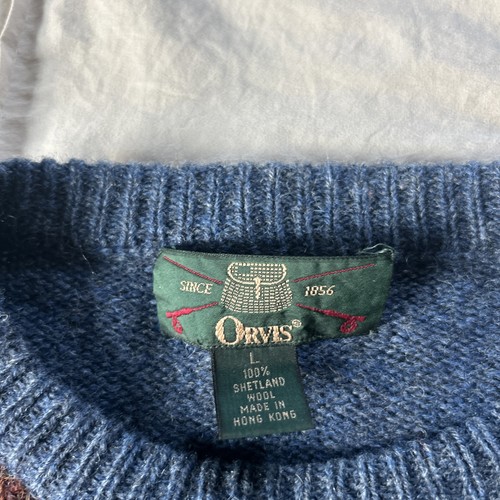 SINCE 1856
ORVIS®
L
100%
SHETLAND
WOOL
MADE IN
HONG KONG